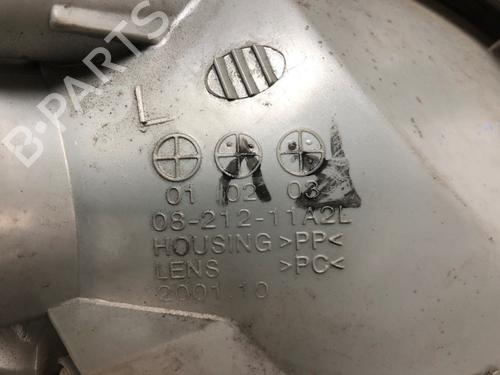 B-PARTS
L
01 02 03
08-212-11A2L
HOUSING >PP<
LENS >PC<
2001.10